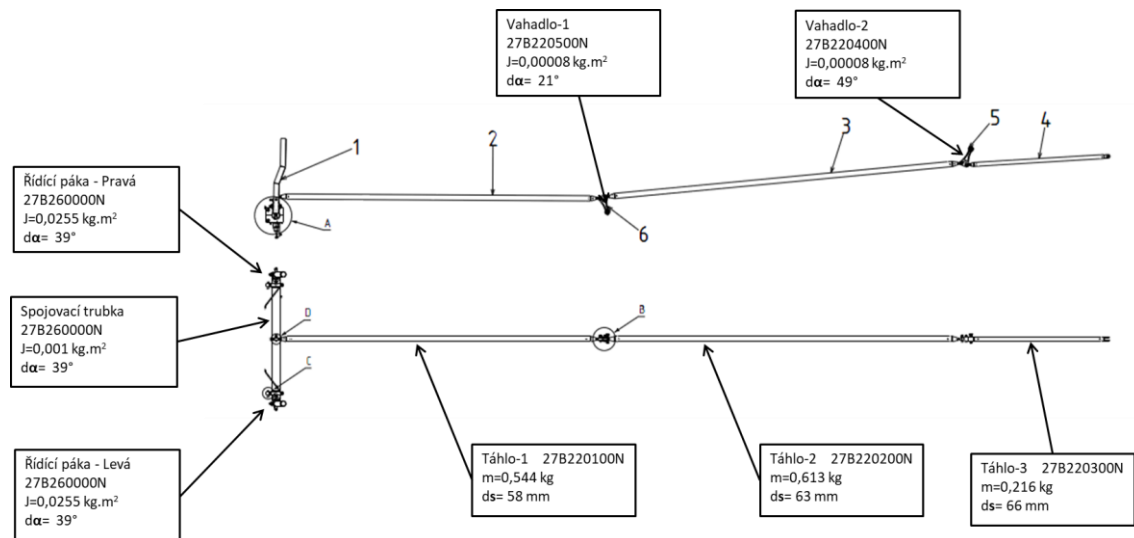 Vahadlo-1
27B220500N
J=0,00008 kg.m²
dα= 21°
Vahadlo-2
27B220400N
J=0,00008 kg.m²
dα= 49°
1
2
3
5
4
6
A
Řídící páka - Pravá
27B260000N
J=0,0255 kg.m²
dα= 39°
Spojovací trubka
27B260000N
J=0,001 kg.m²
dα= 39°
D
B
C
Řídící páka - Levá
27B260000N
J=0,0255 kg.m²
dα= 39°
Táhlo-1 27B220100N
m=0,544 kg
ds= 58 mm
Táhlo-2 27B220200N
m=0,613 kg
ds= 63 mm
Táhlo-3 27B220300N
m=0,216 kg
ds= 66 mm